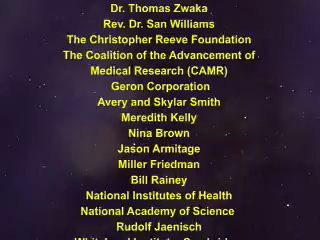 Dr. Thomas Zwaka
Rev. Dr. San Williams
The Christopher Reeve Foundation
The Coalition of the Advancement of
Medical Research (CAMR)
Geron Corporation
Avery and Skylar Smith
Meredith Kelly
Nina Brown
Jason Armitage
Miller Friedman
Bill Rainey
National Institutes of Health
National Academy of Science
Rudolf Jaenisch